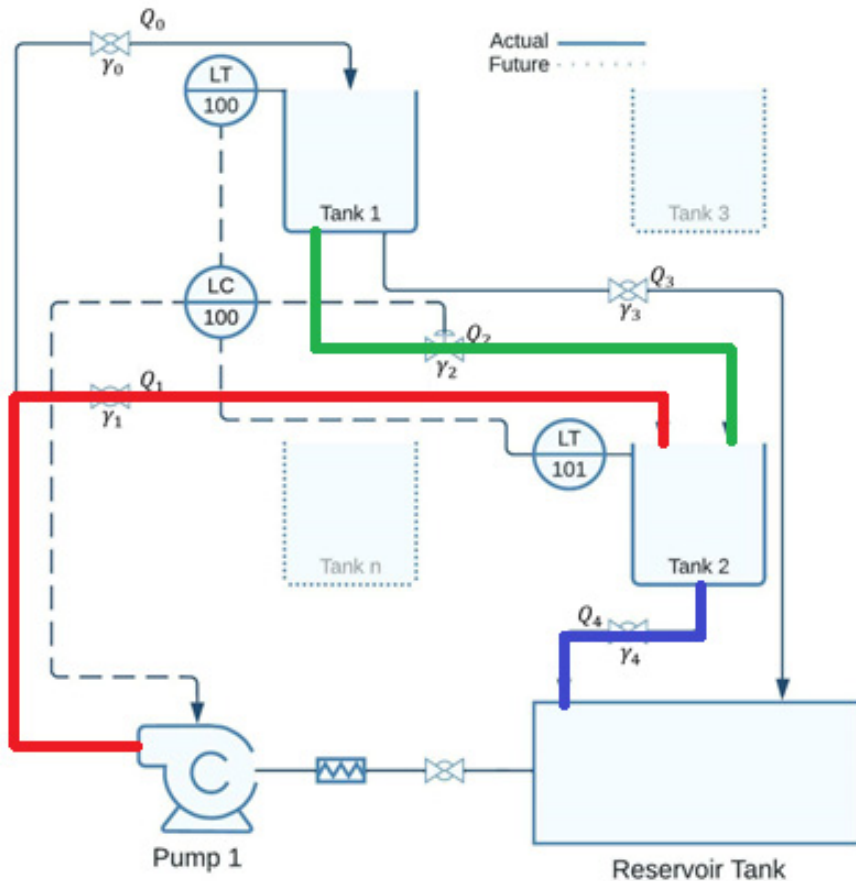 Q₀
γ₀
LT
100
Actual
Future
Tank 1
Tank 3
LC
100
Q₃
γ₃
Q₂
γ₂
Q₁
γ₁
LT
101
Tank n
Tank 2
Q₄
γ₄
Pump 1
Reservoir Tank